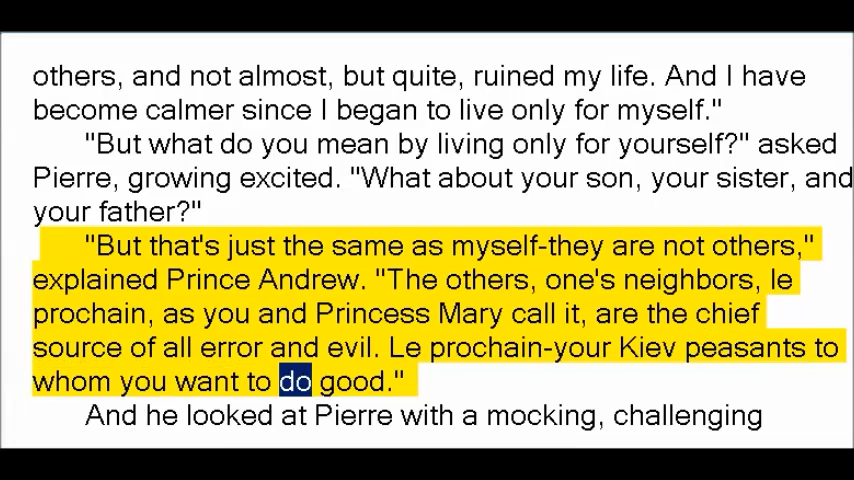 others, and not almost, but quite, ruined my life. And I have
become calmer since I began to live only for myself."
"But what do you mean by living only for yourself?" asked
Pierre, growing excited. "What about your son, your sister, and
your father?"
"But that's just the same as myself-they are not others,"
explained Prince Andrew. "The others, one's neighbors, le
prochain, as you and Princess Mary call it, are the chief
source of all error and evil. Le prochain-your Kiev peasants to
whom you want to do good."
And he looked at Pierre with a mocking, challenging